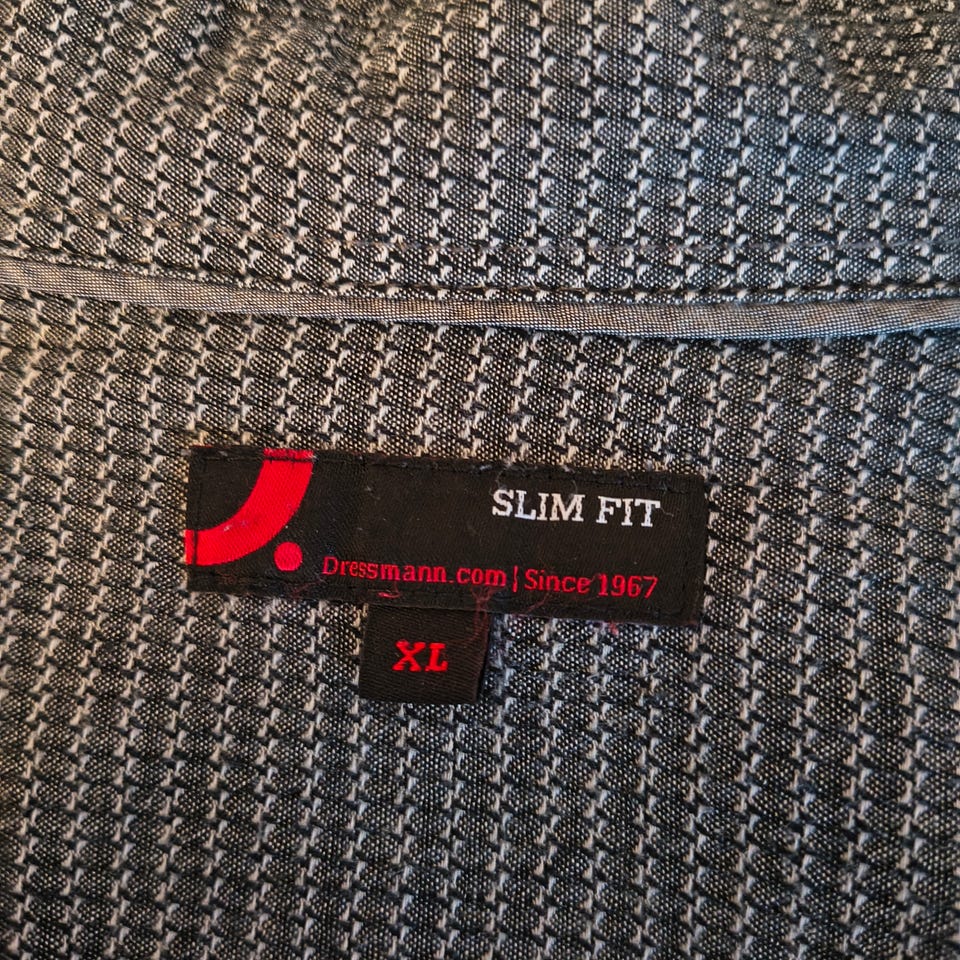 SLIM FIT
Dressmann.com | Since 1967
XL